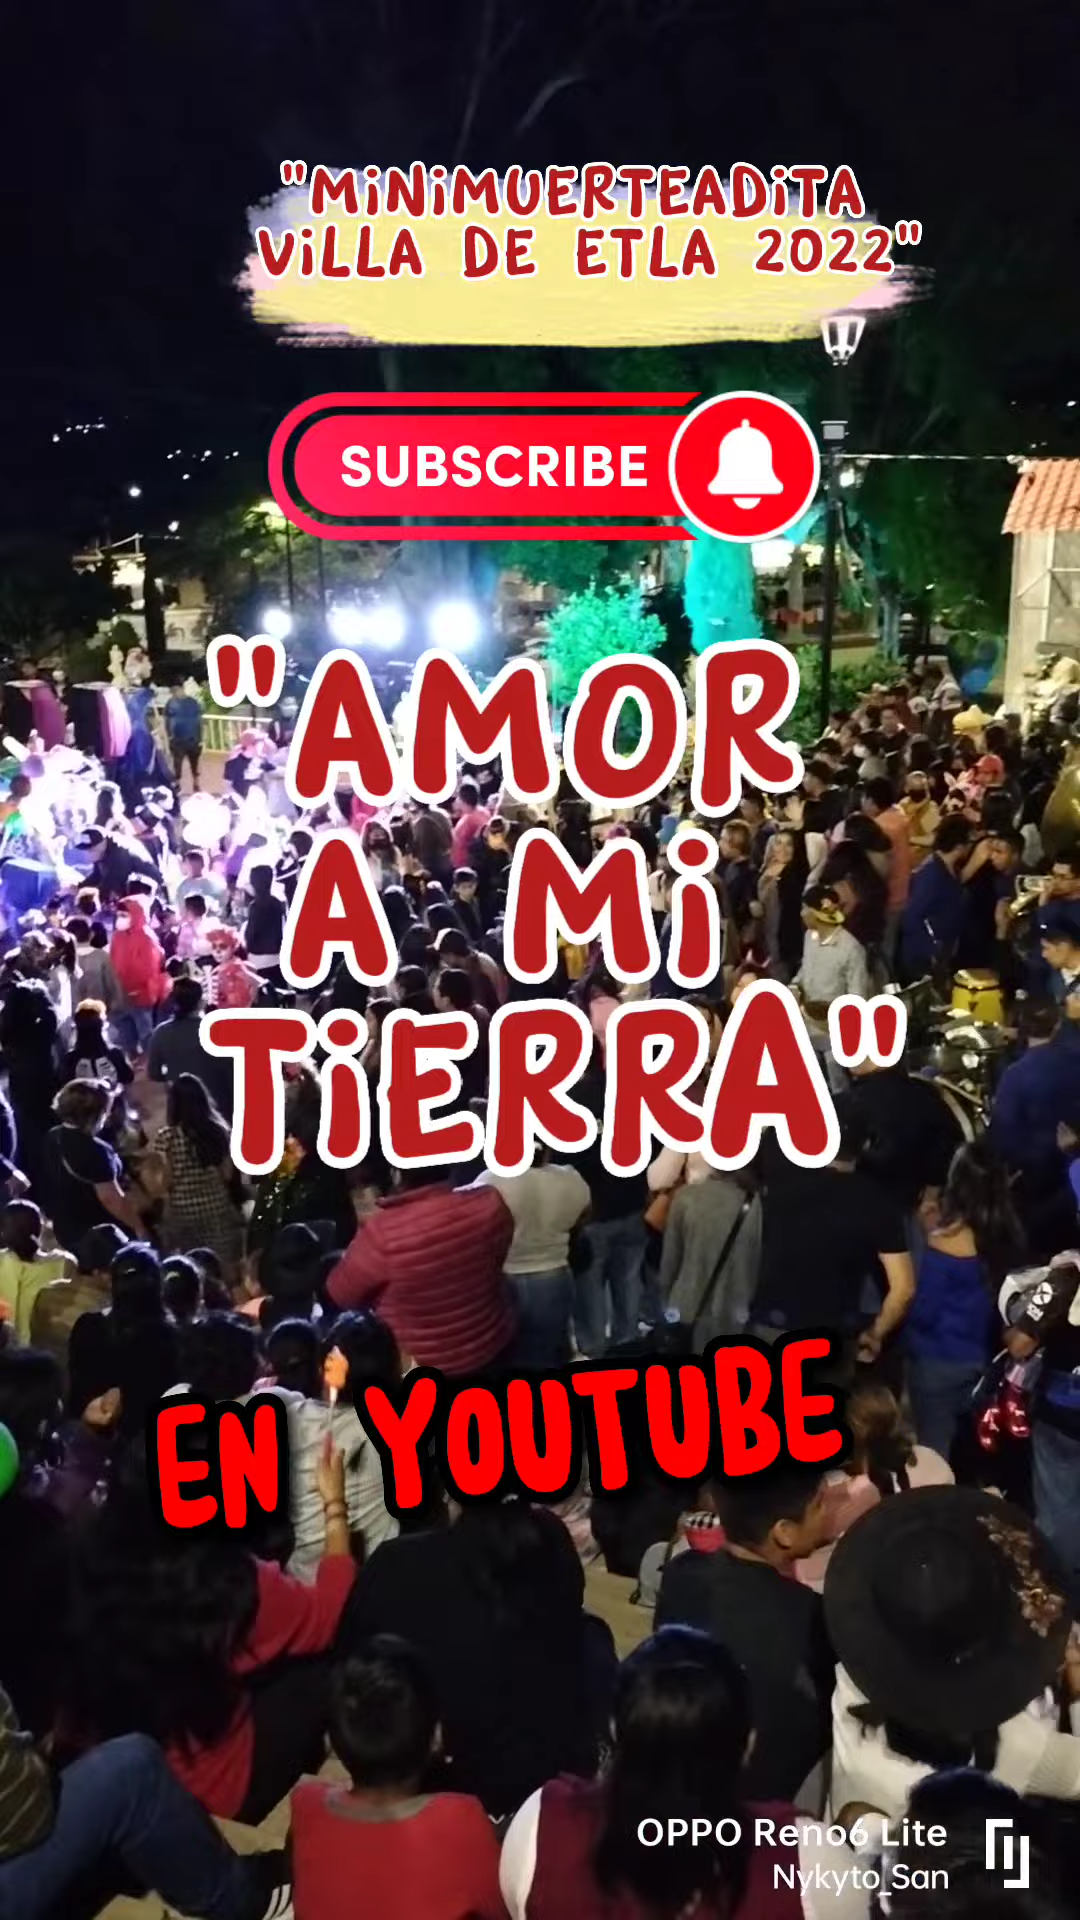 "MiNiMUERTEADiTA
ViLLA DE ETLA 2022"
SUBSCRIBE
"AMOR
A Mi
TiERRA"
EN YOUTUBE
OPPO Reno6 Lite
Nykyto_San